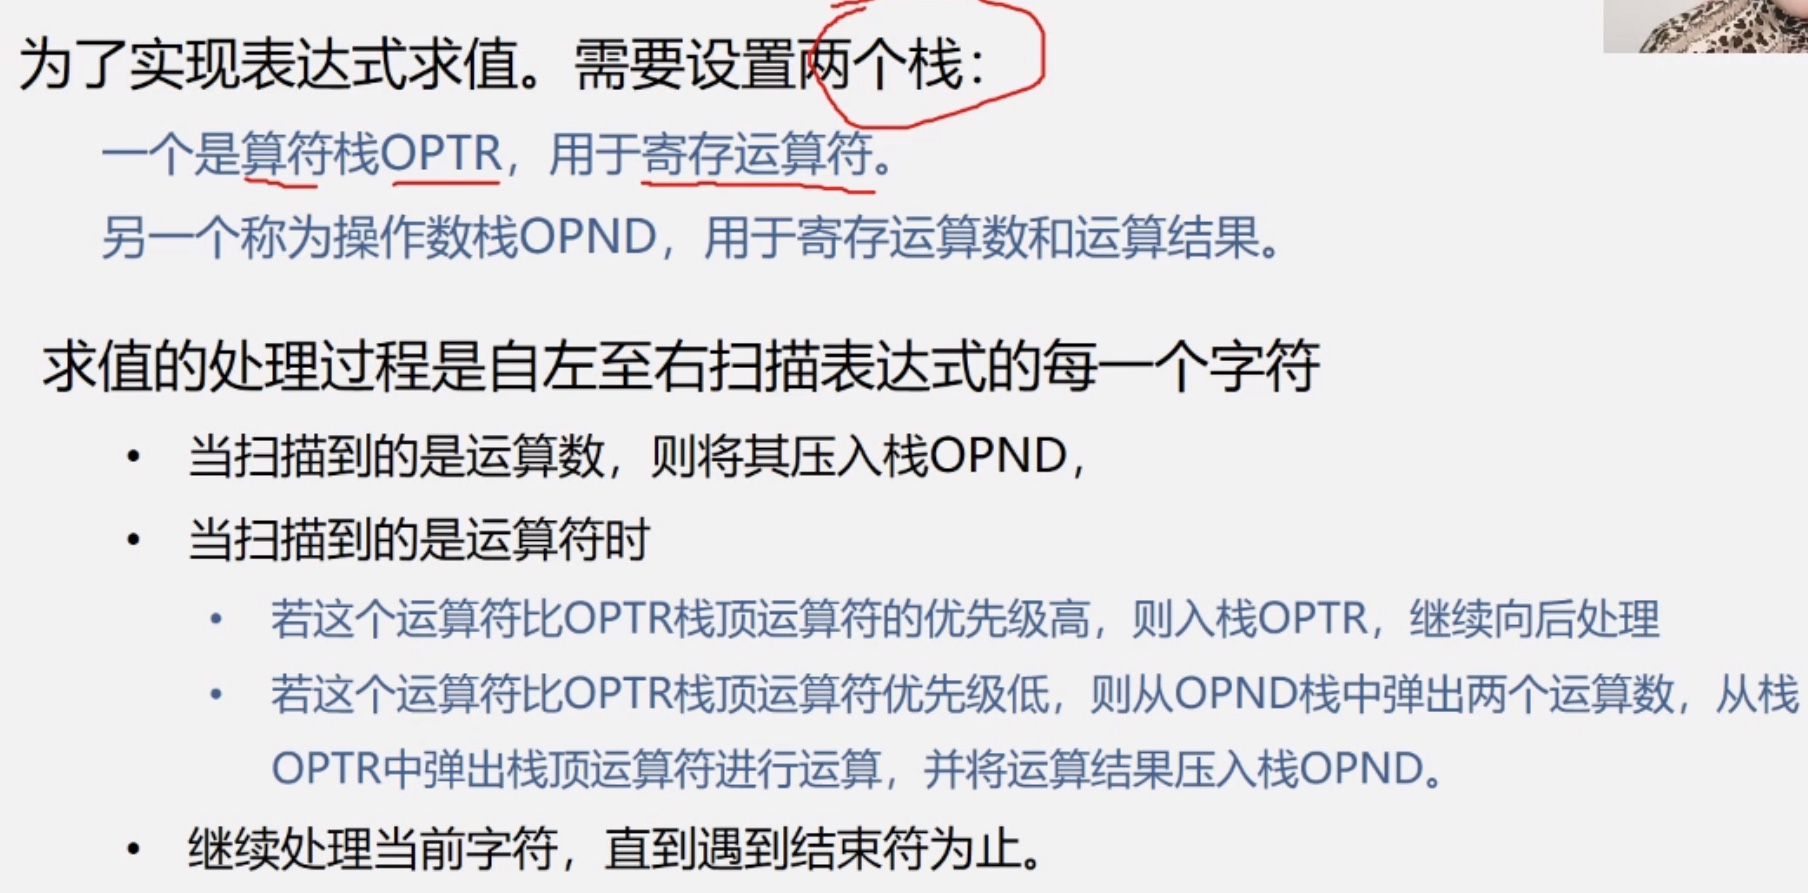 为了实现表达式求值。需要设置两个栈：
一个是算符栈OPTR，用于寄存运算符。
另一个称为操作数栈OPND，用于寄存运算数和运算结果。
求值的处理过程是自左至右扫描表达式的每一个字符
• 当扫描到的是运算数，则将其压入栈OPND，
• 当扫描到的是运算符时
• 若这个运算符比OPTR栈顶运算符的优先级高，则入栈OPTR，继续向后处理
• 若这个运算符比OPTR栈顶运算符优先级低，则从OPND栈中弹出两个运算数，从栈
OPTR中弹出栈顶运算符进行运算，并将运算结果压入栈OPND。
• 继续处理当前字符，直到遇到结束符为止。